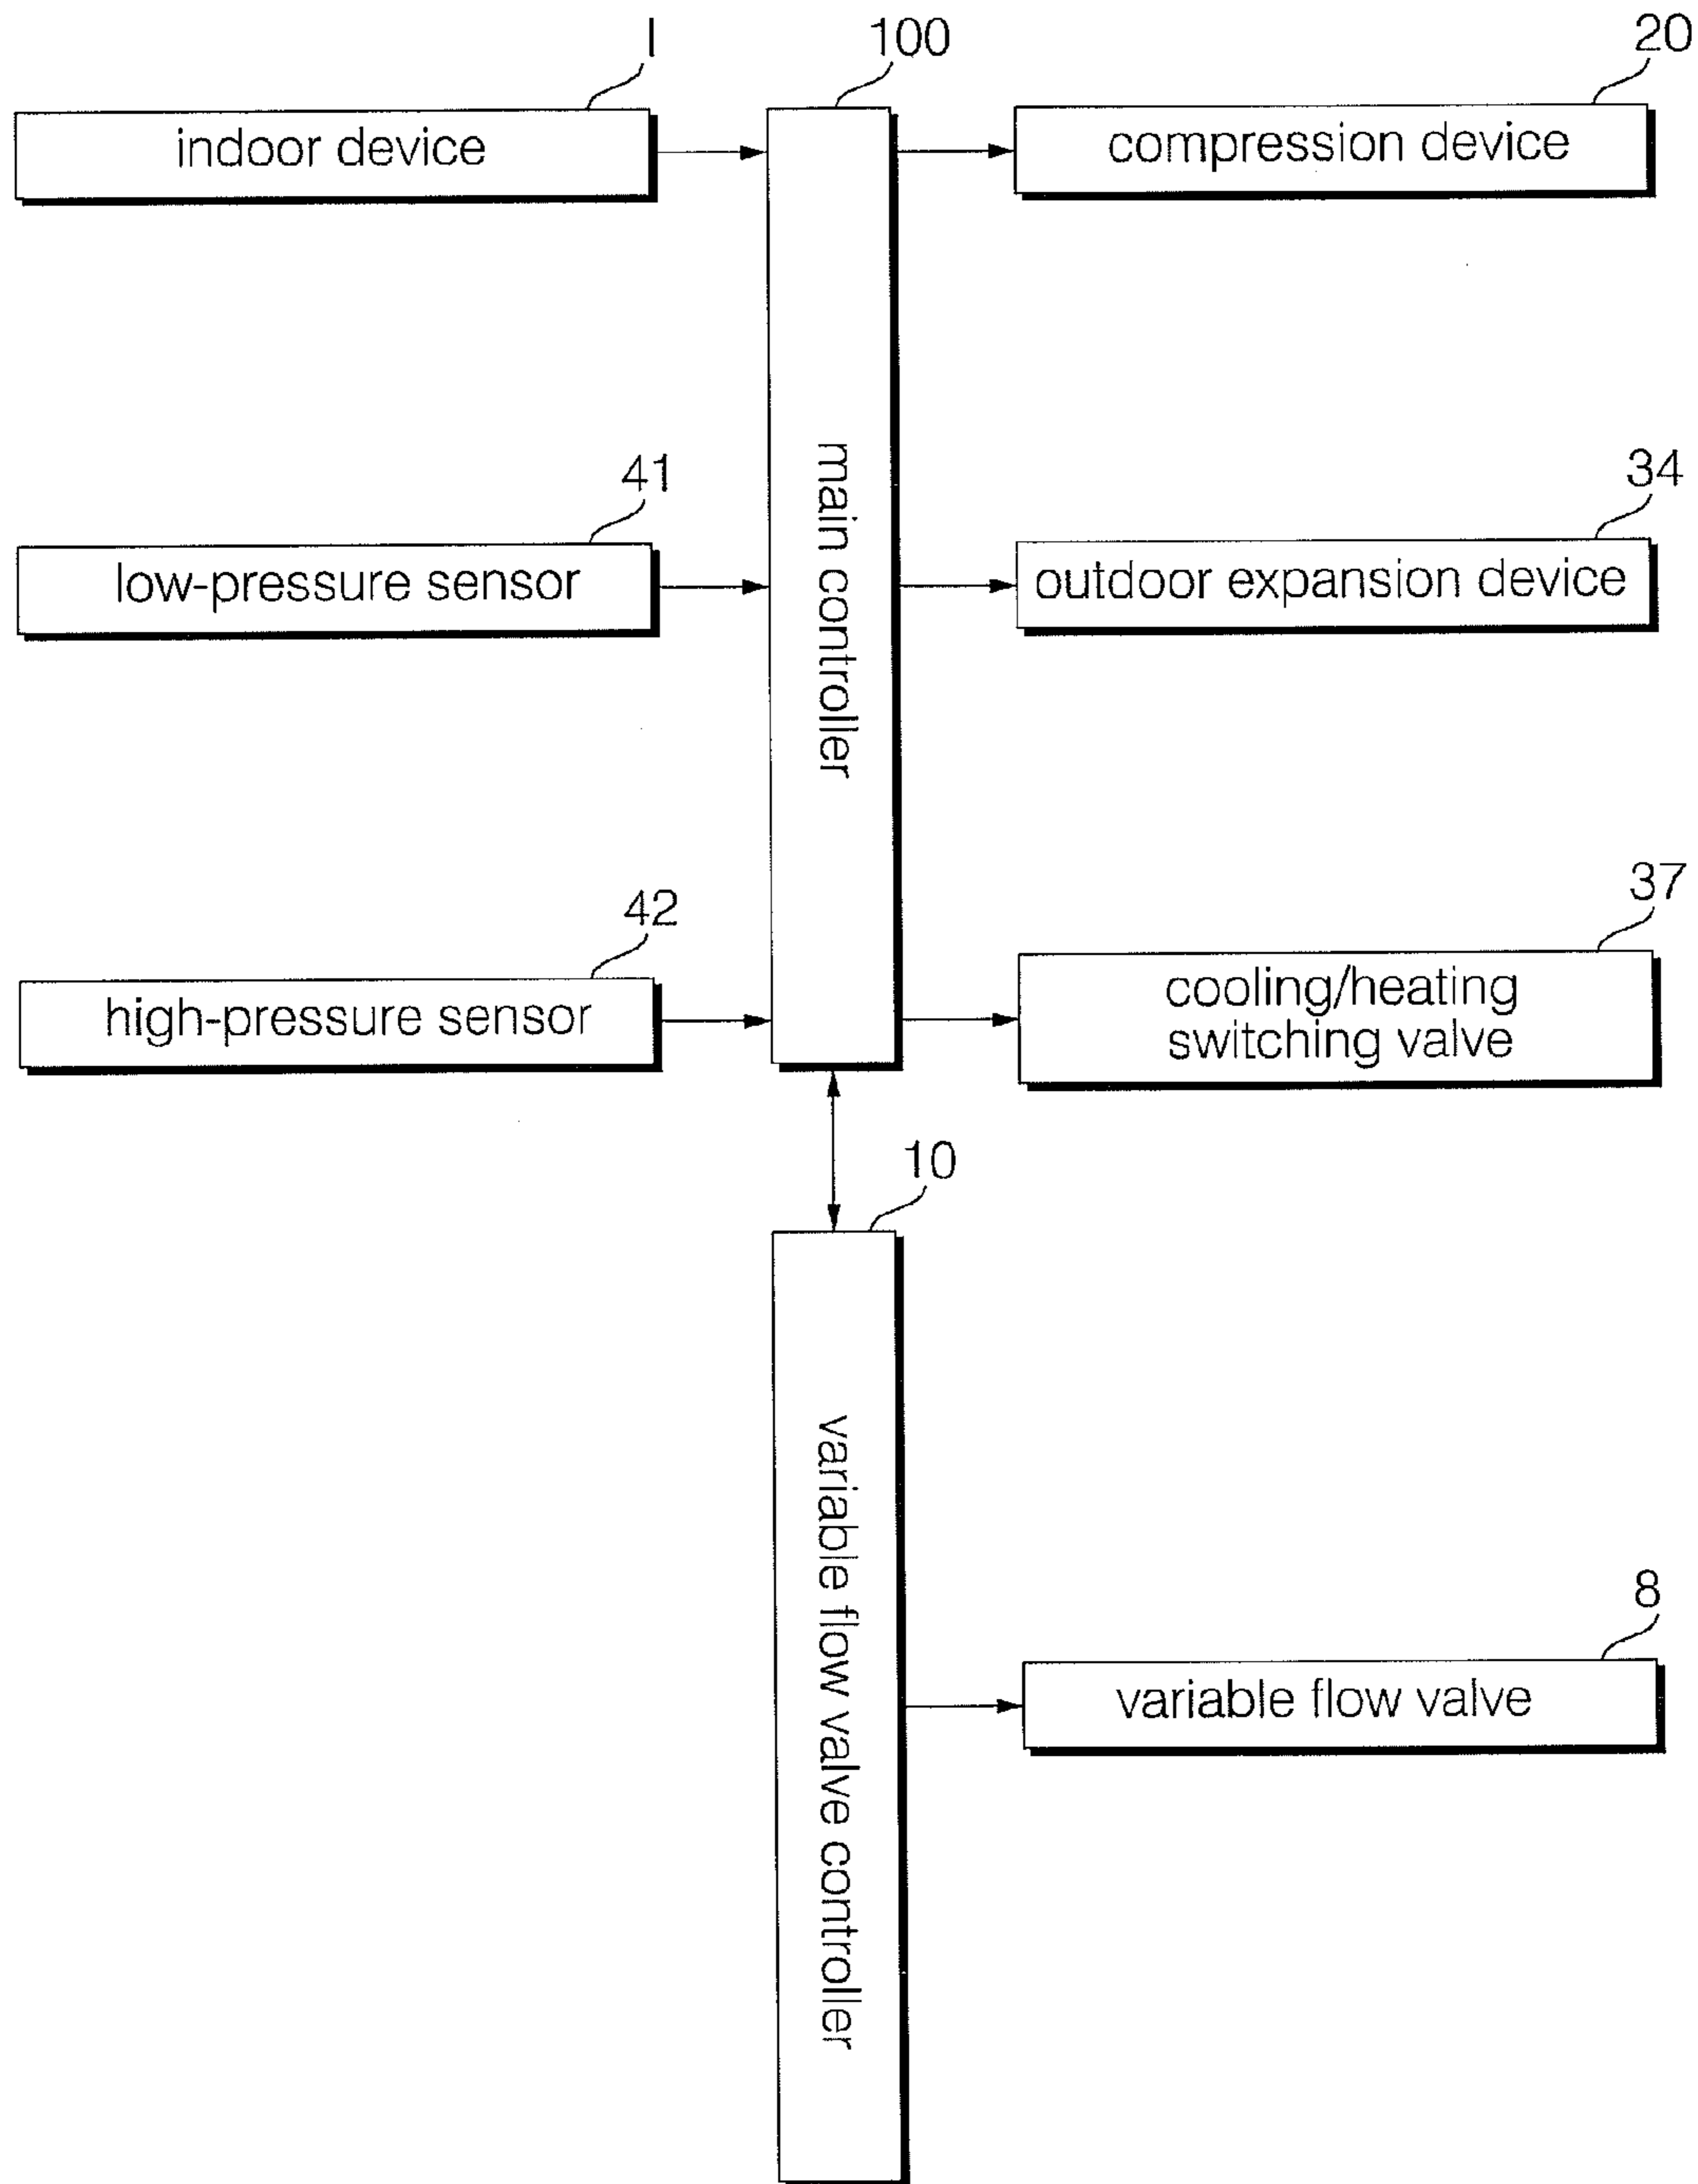 I
100
20
indoor device
compression device
main controller
41
34
low-pressure sensor
outdoor expansion device
42
37
high-pressure sensor
cooling/heating
switching valve
10
variable flow valve controller
8
variable flow valve